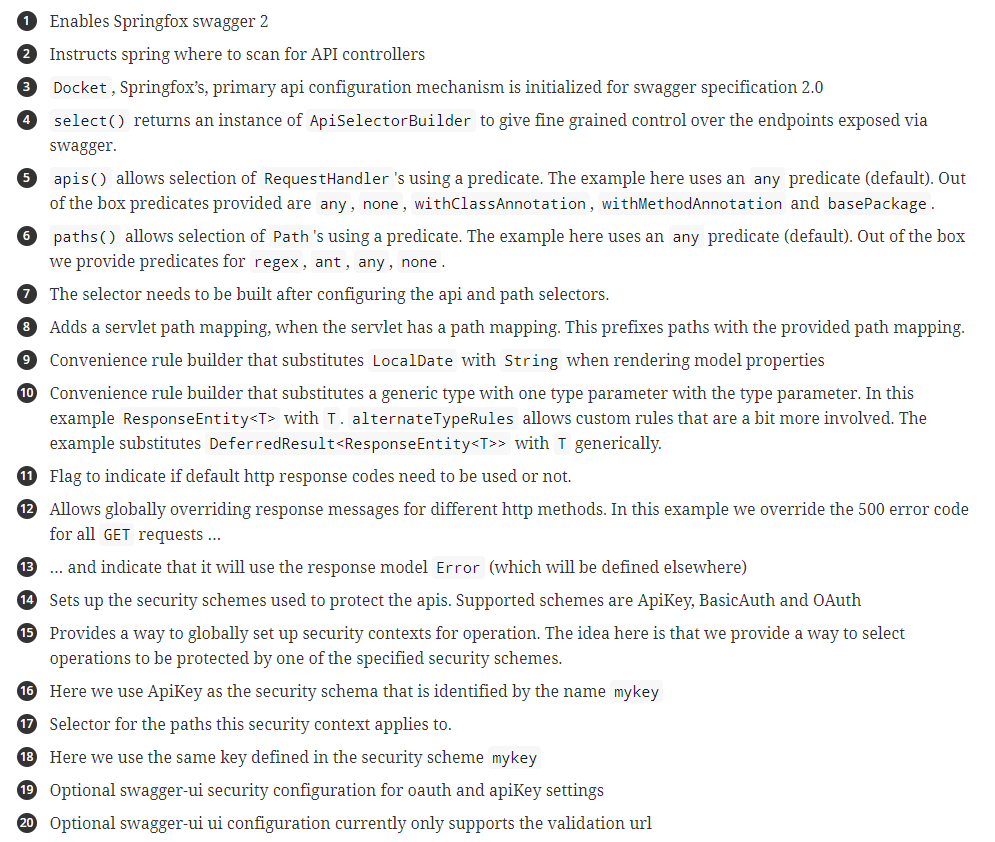 1 Enables Springfox swagger 2
2 Instructs spring where to scan for API controllers
3 Docket, Springfox’s, primary api configuration mechanism is initialized for swagger specification 2.0
4 select() returns an instance of ApiSelectorBuilder to give fine grained control over the endpoints exposed via
swagger.
5 apis() allows selection of RequestHandler's using a predicate. The example here uses an any predicate (default). Out
of the box predicates provided are any, none, withClassAnnotation, withMethodAnnotation and basePackage.
6 paths() allows selection of Path's using a predicate. The example here uses an any predicate (default). Out of the box
we provide predicates for regex, ant, any, none.
7 The selector needs to be built after configuring the api and path selectors.
8 Adds a servlet path mapping, when the servlet has a path mapping. This prefixes paths with the provided path mapping.
9 Convenience rule builder that substitutes LocalDate with String when rendering model properties
10 Convenience rule builder that substitutes a generic type with one type parameter with the type parameter. In this
example ResponseEntity<T> with T. alternateTypeRules allows custom rules that are a bit more involved. The
example substitutes DeferredResult<ResponseEntity<T>> with T generically.
11 Flag to indicate if default http response codes need to be used or not.
12 Allows globally overriding response messages for different http methods. In this example we override the 500 error code
for all GET requests …
13 … and indicate that it will use the response model Error (which will be defined elsewhere)
14 Sets up the security schemes used to protect the apis. Supported schemes are ApiKey, BasicAuth and OAuth
15 Provides a way to globally set up security contexts for operation. The idea here is that we provide a way to select
operations to be protected by one of the specified security schemes.
16 Here we use ApiKey as the security schema that is identified by the name mykey
17 Selector for the paths this security context applies to.
18 Here we use the same key defined in the security scheme mykey
19 Optional swagger-ui security configuration for oauth and apiKey settings
20 Optional swagger-ui ui configuration currently only supports the validation url